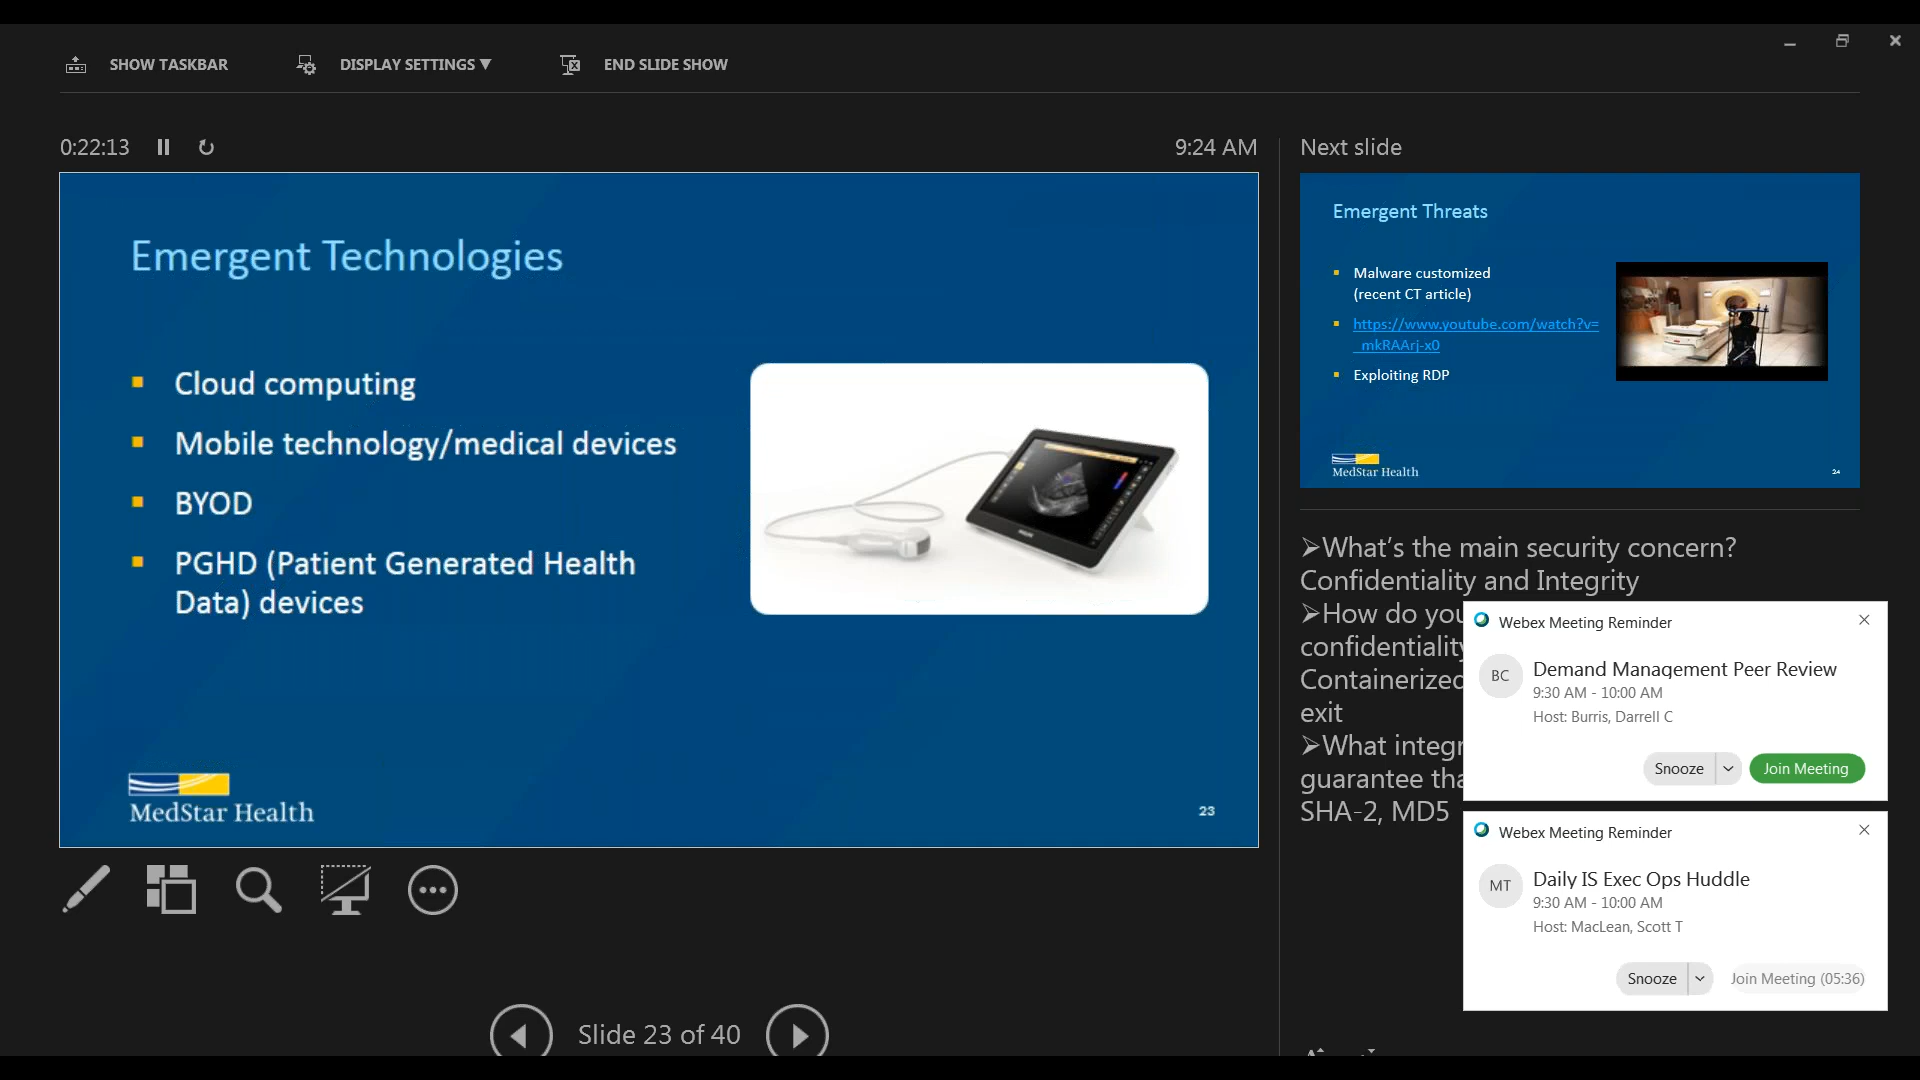 SHOW TASKBAR
DISPLAY SETTINGS ▼
END SLIDE SHOW
0:22:13
9:24 AM
Next slide
Emergent Technologies
▪ Cloud computing
▪ Mobile technology/medical devices
▪ BYOD
▪ PGHD (Patient Generated Health
Data) devices
MedStar Health
23
Emergent Threats
▪ Malware customized
(recent CT article)
▪ https://www.youtube.com/watch?v=
_mkRAArj-x0
▪ Exploiting RDP
MedStar Health
24
➢What's the main security concern?
Confidentiality and Integrity
➢How do you
confidentiality
Containerized
exit
➢What integr
guarantee tha
SHA-2, MD5
Webex Meeting Reminder
BC
Demand Management Peer Review
9:30 AM - 10:00 AM
Host: Burris, Darrell C
Snooze
Join Meeting
Webex Meeting Reminder
MT
Daily IS Exec Ops Huddle
9:30 AM - 10:00 AM
Host: MacLean, Scott T
Snooze
Join Meeting (05:36)
Slide 23 of 40